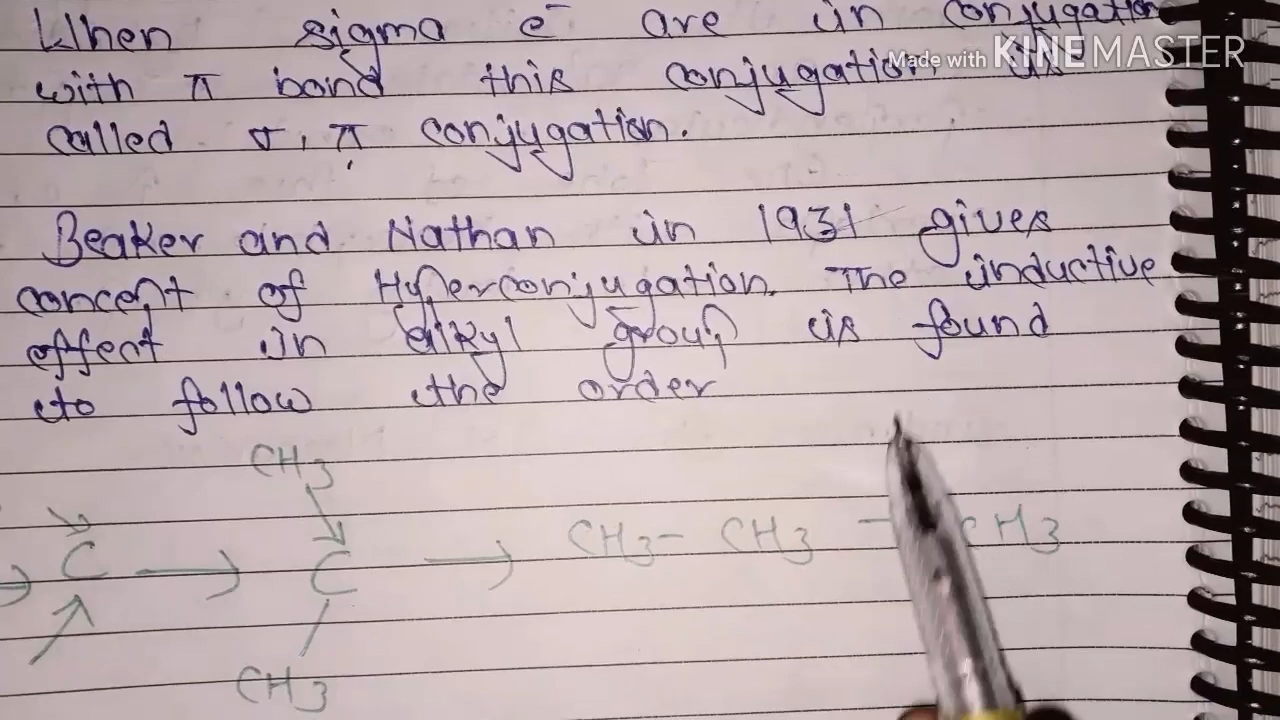 When sigma e⁻ are in conjugation
Made with KINEMASTER
with π bond this conjugation is
called σ, π conjugation.
Beaker and Nathan in 1931 gives
concept of Hyperconjugation. The inductive
effect in alkyl group is found
to follow the order
CH3
C → C → CH3- CH3 - CH3
CH3